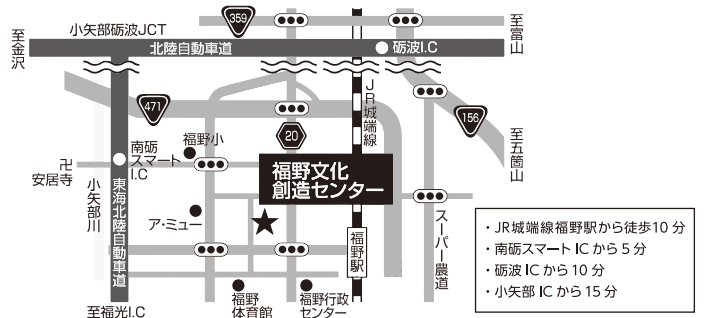 359
小矢部砺波JCT
至金沢
北陸自動車道
砺波I.C
至富山
JR城端線
471
156
20
南砺
スマート
I.C
福野小
福野文化
創造センター
至五箇山
卍
安居寺
小矢部川
東海北陸自動車道
ア・ミュー
★
福野駅
スーパー農道
至福光I.C
福野
体育館
福野行政
センター
・JR城端線福野駅から徒歩10分
・南砺スマートICから5分
・砺波ICから10分
・小矢部ICから15分